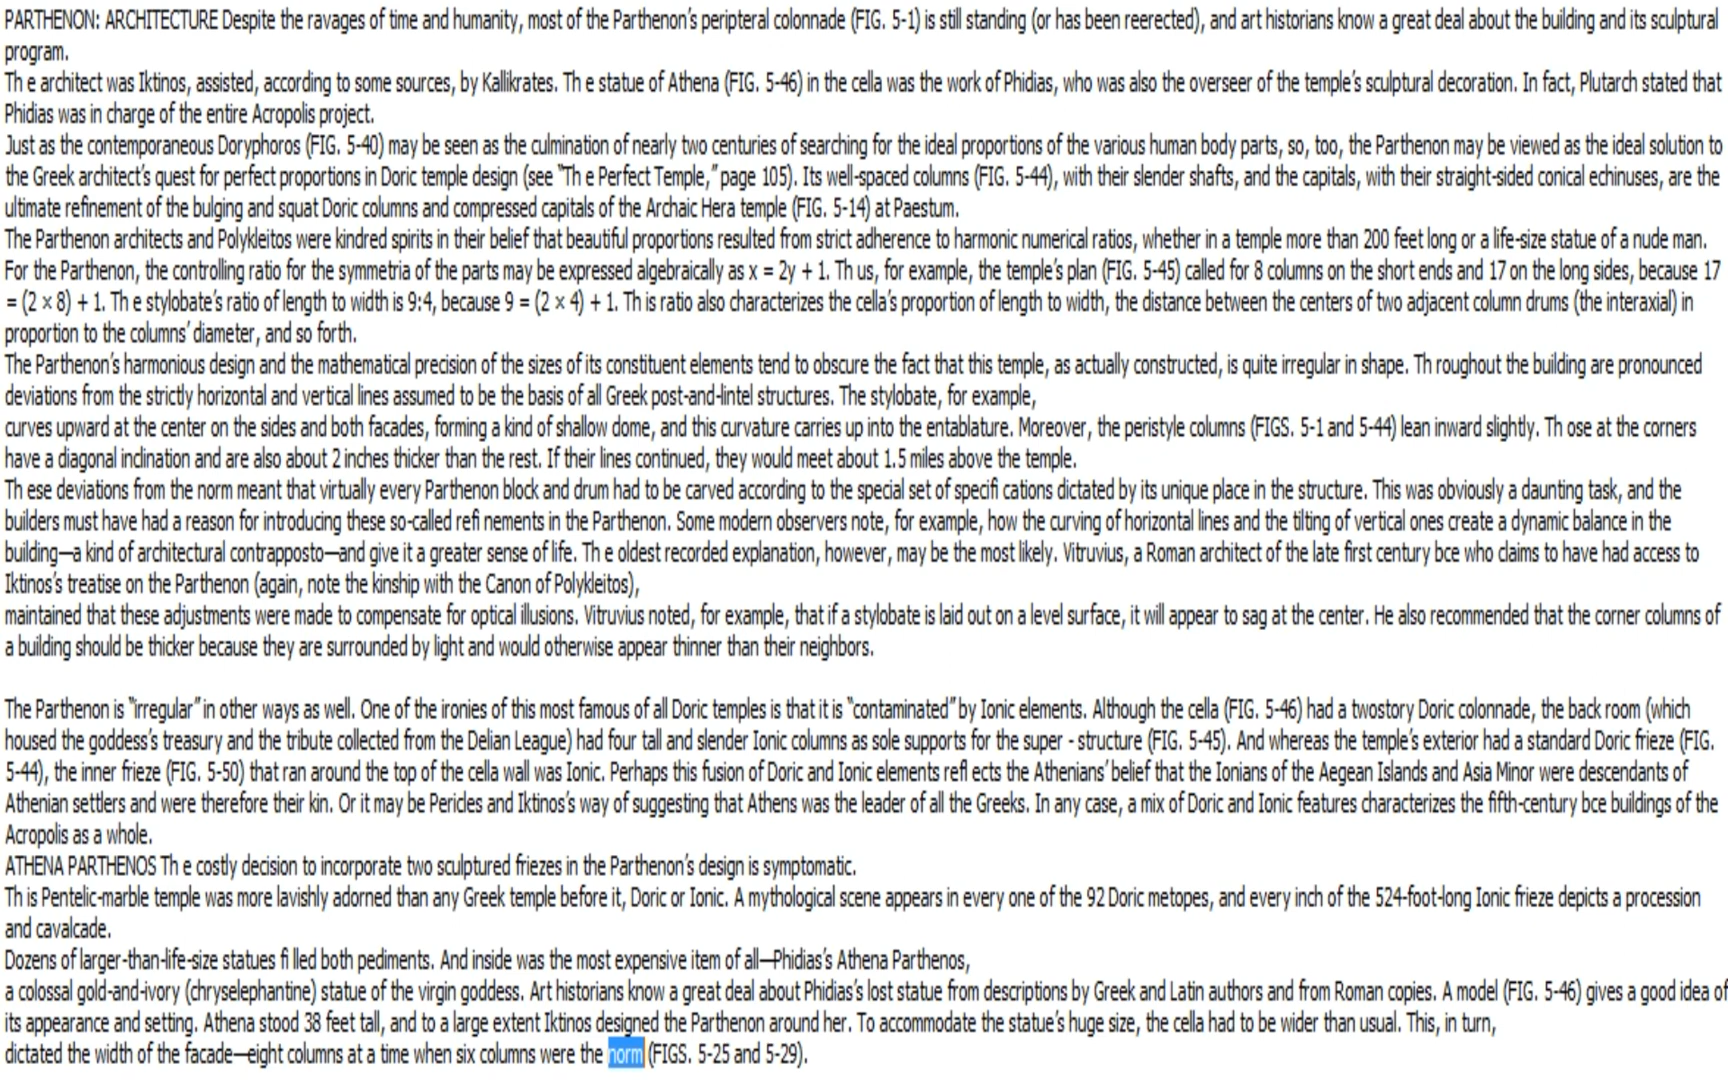 PARTHENON: ARCHITECTURE Despite the ravages of time and humanity, most of the Parthenon’s peripteral colonnade (FIG. 5-1) is still standing (or has been reerected), and art historians know a great deal about the building and its sculptural
program.
Th e architect was Iktinos, assisted, according to some sources, by Kallikrates. Th e statue of Athena (FIG. 5-46) in the cella was the work of Phidias, who was also the overseer of the temple’s sculptural decoration. In fact, Plutarch stated that
Phidias was in charge of the entire Acropolis project.
Just as the contemporaneous Doryphoros (FIG. 5-40) may be seen as the culmination of nearly two centuries of searching for the ideal proportions of the various human body parts, so, too, the Parthenon may be viewed as the ideal solution to
the Greek architect’s quest for perfect proportions in Doric temple design (see “Th e Perfect Temple,” page 105). Its well-spaced columns (FIG. 5-44), with their slender shafts, and the capitals, with their straight-sided conical echinuses, are the
ultimate refinement of the bulging and squat Doric columns and compressed capitals of the Archaic Hera temple (FIG. 5-14) at Paestum.
The Parthenon architects and Polykleitos were kindred spirits in their belief that beautiful proportions resulted from strict adherence to harmonic numerical ratios, whether in a temple more than 200 feet long or a life-size statue of a nude man.
For the Parthenon, the controlling ratio for the symmetria of the parts may be expressed algebraically as x = 2y + 1. Th us, for example, the temple’s plan (FIG. 5-45) called for 8 columns on the short ends and 17 on the long sides, because 17
= (2 × 8) + 1. Th e stylobate’s ratio of length to width is 9:4, because 9 = (2 × 4) + 1. Th is ratio also characterizes the cella’s proportion of length to width, the distance between the centers of two adjacent column drums (the interaxial) in
proportion to the columns’ diameter, and so forth.
The Parthenon’s harmonious design and the mathematical precision of the sizes of its constituent elements tend to obscure the fact that this temple, as actually constructed, is quite irregular in shape. Th roughout the building are pronounced
deviations from the strictly horizontal and vertical lines assumed to be the basis of all Greek post-and-lintel structures. The stylobate, for example,
curves upward at the center on the sides and both facades, forming a kind of shallow dome, and this curvature carries up into the entablature. Moreover, the peristyle columns (FIGS. 5-1 and 5-44) lean inward slightly. Th ose at the corners
have a diagonal inclination and are also about 2 inches thicker than the rest. If their lines continued, they would meet about 1.5 miles above the temple.
Th ese deviations from the norm meant that virtually every Parthenon block and drum had to be carved according to the special set of specifi cations dictated by its unique place in the structure. This was obviously a daunting task, and the
builders must have had a reason for introducing these so-called refi nements in the Parthenon. Some modern observers note, for example, how the curving of horizontal lines and the tilting of vertical ones create a dynamic balance in the
building—a kind of architectural contrapposto—and give it a greater sense of life. Th e oldest recorded explanation, however, may be the most likely. Vitruvius, a Roman architect of the late first century bce who claims to have had access to
Iktinos’s treatise on the Parthenon (again, note the kinship with the Canon of Polykleitos),
maintained that these adjustments were made to compensate for optical illusions. Vitruvius noted, for example, that if a stylobate is laid out on a level surface, it will appear to sag at the center. He also recommended that the corner columns of
a building should be thicker because they are surrounded by light and would otherwise appear thinner than their neighbors.
The Parthenon is “irregular” in other ways as well. One of the ironies of this most famous of all Doric temples is that it is “contaminated” by Ionic elements. Although the cella (FIG. 5-46) had a twostory Doric colonnade, the back room (which
housed the goddess’s treasury and the tribute collected from the Delian League) had four tall and slender Ionic columns as sole supports for the super - structure (FIG. 5-45). And whereas the temple’s exterior had a standard Doric frieze (FIG.
5-44), the inner frieze (FIG. 5-50) that ran around the top of the cella wall was Ionic. Perhaps this fusion of Doric and Ionic elements refl ects the Athenians’ belief that the Ionians of the Aegean Islands and Asia Minor were descendants of
Athenian settlers and were therefore their kin. Or it may be Pericles and Iktinos’s way of suggesting that Athens was the leader of all the Greeks. In any case, a mix of Doric and Ionic features characterizes the fifth-century bce buildings of the
Acropolis as a whole.
ATHENA PARTHENOS Th e costly decision to incorporate two sculptured friezes in the Parthenon’s design is symptomatic.
Th is Pentelic-marble temple was more lavishly adorned than any Greek temple before it, Doric or Ionic. A mythological scene appears in every one of the 92 Doric metopes, and every inch of the 524-foot-long Ionic frieze depicts a procession
and cavalcade.
Dozens of larger-than-life-size statues fi lled both pediments. And inside was the most expensive item of all—Phidias’s Athena Parthenos,
a colossal gold-and-ivory (chryselephantine) statue of the virgin goddess. Art historians know a great deal about Phidias’s lost statue from descriptions by Greek and Latin authors and from Roman copies. A model (FIG. 5-46) gives a good idea of
its appearance and setting. Athena stood 38 feet tall, and to a large extent Iktinos designed the Parthenon around her. To accommodate the statue’s huge size, the cella had to be wider than usual. This, in turn,
dictated the width of the facade—eight columns at a time when six columns were the norm (FIGS. 5-25 and 5-29).